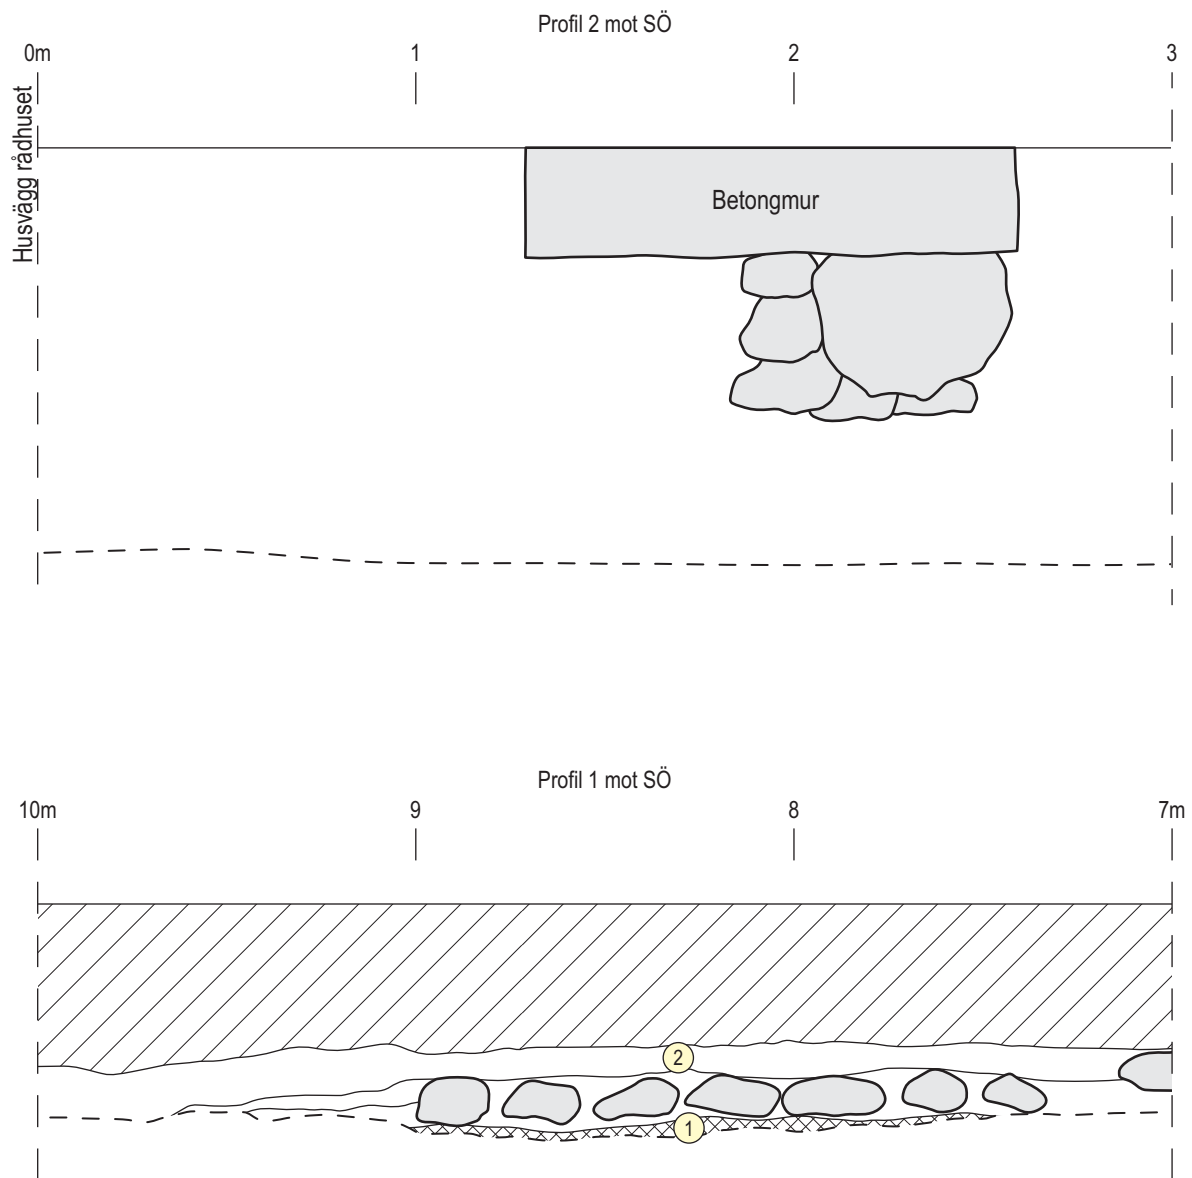 Profil 2 mot SÖ
0m 1 2 3
Husvägg rådhuset
Betongmur
Profil 1 mot SÖ
10m 9 8 7m
2
1